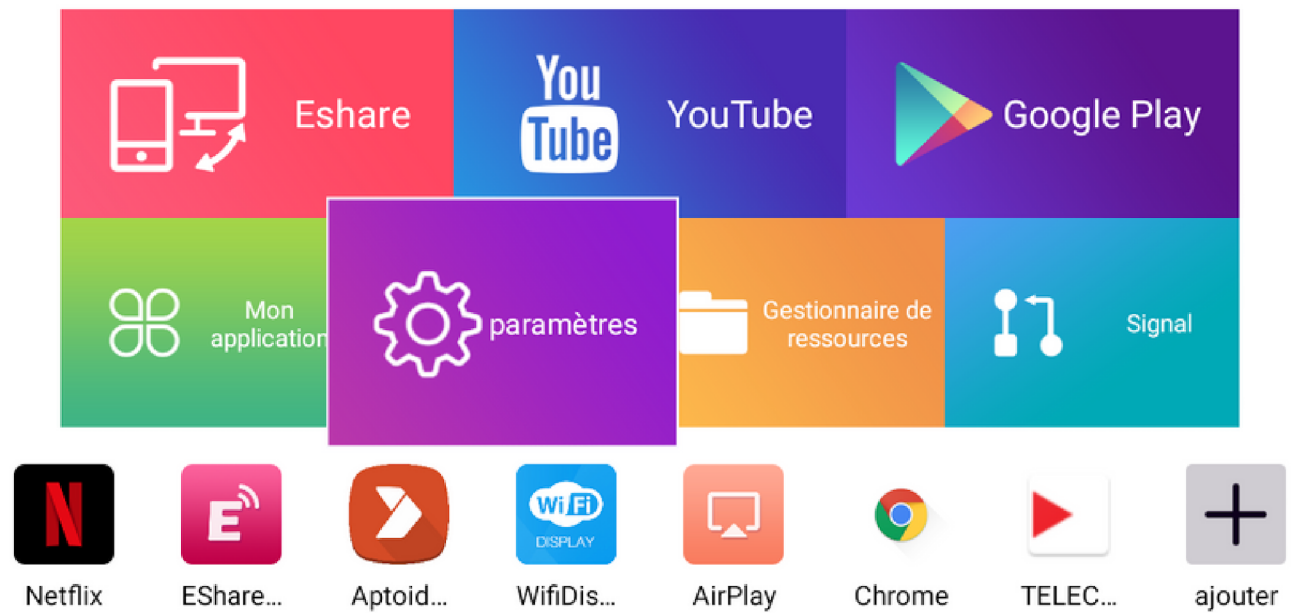 Eshare
You
Tube
YouTube
Google Play
Mon
application
paramètres
Gestionnaire de
ressources
Signal
N
E
WiFi
DISPLAY
Netflix
EShare...
Aptoid...
WifiDis...
AirPlay
Chrome
TELEC...
ajouter